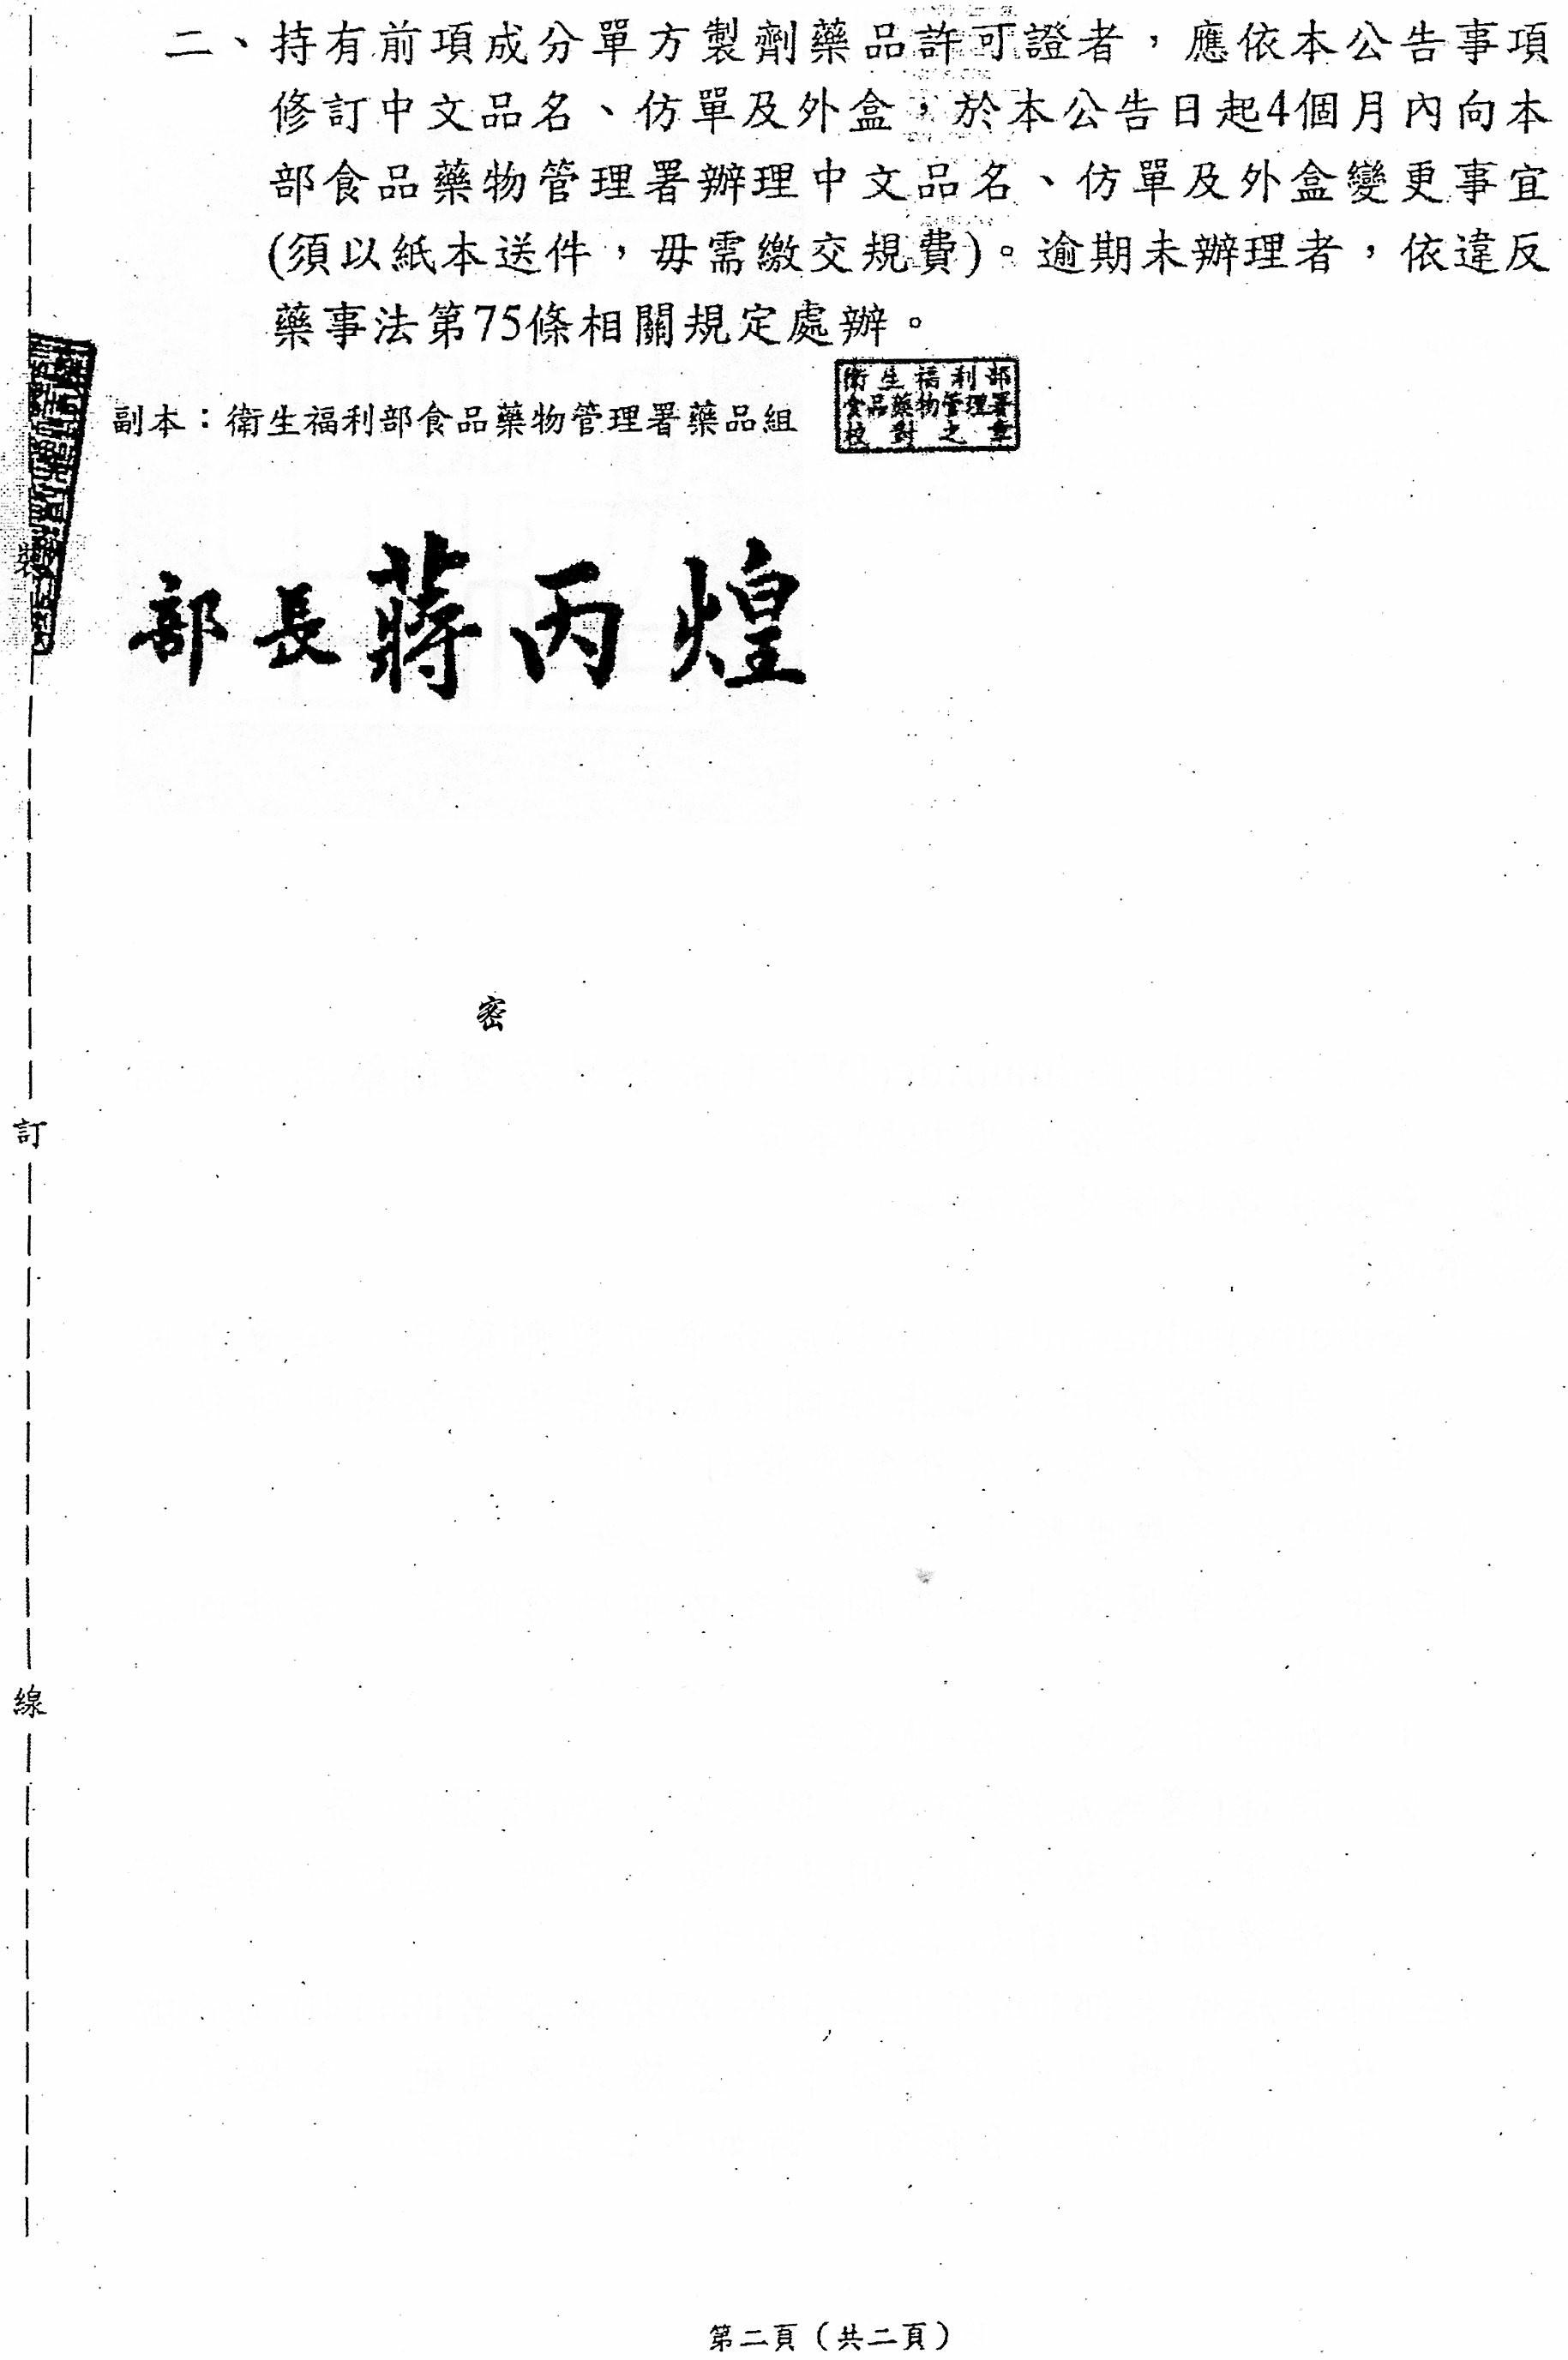 二、持有前項成分單方製劑藥品許可證者，應依本公告事項
修訂中文品名、仿單及外盒，於本公告日起4個月內向本
部食品藥物管理署辦理中文品名、仿單及外盒變更事宜
(須以紙本送件，毋需繳交規費)。逾期未辦理者，依違反
藥事法第75條相關規定處辦。
衛生福利部
食品藥物管理署
校對之章
副本：衛生福利部食品藥物管理署藥品組
裝
部長蔣丙煌
密
訂
線
第二頁（共二頁）